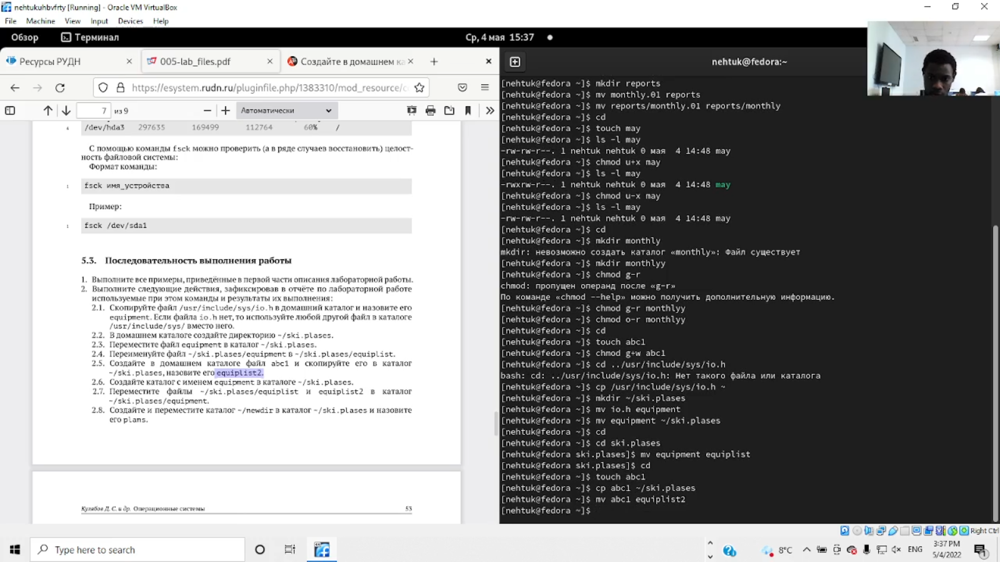 nehtukuhbvfrty [Running] - Oracle VM VirtualBox
File Machine View Input Devices Help
Обзор Терминал Ср, 4 мая 15:37
Ресурсы РУДН
005-lab_files.pdf
Создайте в домашнем ка
nehtuk@fedora:~
https://esystem.rudn.ru/pluginfile.php/1383310/mod_resource/c
7 из 9
Автоматически
4 /dev/hda3 297635 169499 112764 60% /
С помощью команды fsck можно проверить (а в ряде случаев восстановить) целост-
ность файловой системы:
Формат команды:
1 fsck имя_устройства
Пример:
1 fsck /dev/sda1
5.3. Последовательность выполнения работы
1. Выполните все примеры, приведённые в первой части описания лабораторной работы.
2. Выполните следующие действия, зафиксировав в отчёте по лабораторной работе
используемые при этом команды и результаты их выполнения:
2.1. Скопируйте файл /usr/include/sys/io.h в домашний каталог и назовите его
equipment. Если файла io.h нет, то используйте любой другой файл в каталоге
/usr/include/sys/ вместо него.
2.2. В домашнем каталоге создайте директорию ~/ski.plases.
2.3. Переместите файл equipment в каталог ~/ski.plases.
2.4. Переименуйте файл ~/ski.plases/equipment в ~/ski.plases/equiplist.
2.5. Создайте в домашнем каталоге файл abc1 и скопируйте его в каталог
~/ski.plases, назовите его equiplist2.
2.6. Создайте каталог с именем equipment в каталоге ~/ski.plases.
2.7. Переместите файлы ~/ski.plases/equiplist и equiplist2 в каталог
~/ski.plases/equipment.
2.8. Создайте и переместите каталог ~/newdir в каталог ~/ski.plases и назовите
его plans.
Кулябов Д. С. и др. Операционные системы 53
[nehtuk@fedora ~]$ mkdir reports
[nehtuk@fedora ~]$ mv monthly.01 reports
[nehtuk@fedora ~]$ mv reports/monthly.01 reports/monthly
[nehtuk@fedora ~]$ cd
[nehtuk@fedora ~]$ touch may
[nehtuk@fedora ~]$ ls -l may
-rw-rw-r--. 1 nehtuk nehtuk 0 мая  4 14:48 may
[nehtuk@fedora ~]$ chmod u+x may
[nehtuk@fedora ~]$ ls -l may
-rwxrw-r--. 1 nehtuk nehtuk 0 мая  4 14:48 may
[nehtuk@fedora ~]$ chmod u-x may
[nehtuk@fedora ~]$ ls -l may
-rw-rw-r--. 1 nehtuk nehtuk 0 мая  4 14:48 may
[nehtuk@fedora ~]$ cd
[nehtuk@fedora ~]$ mkdir monthly
mkdir: невозможно создать каталог «monthly»: Файл существует
[nehtuk@fedora ~]$ mkdir monthlyy
[nehtuk@fedora ~]$ chmod g-r
chmod: пропущен операнд после «g-r»
По команде «chmod --help» можно получить дополнительную информацию.
[nehtuk@fedora ~]$ chmod g-r monthlyy
[nehtuk@fedora ~]$ chmod o-r monthlyy
[nehtuk@fedora ~]$ cd
[nehtuk@fedora ~]$ touch abc1
[nehtuk@fedora ~]$ chmod g+w abc1
[nehtuk@fedora ~]$ cd ../usr/include/sys/io.h
bash: cd: ../usr/include/sys/io.h: Нет такого файла или каталога
[nehtuk@fedora ~]$ cp /usr/include/sys/io.h ~
[nehtuk@fedora ~]$ mkdir ~/ski.plases
[nehtuk@fedora ~]$ mv io.h equipment
[nehtuk@fedora ~]$ mv equipment ~/ski.plases
[nehtuk@fedora ~]$ cd
[nehtuk@fedora ~]$ cd ski.plases
[nehtuk@fedora ski.plases]$ mv equipment equiplist
[nehtuk@fedora ski.plases]$ cd
[nehtuk@fedora ~]$ touch abc1
[nehtuk@fedora ~]$ cp abc1 ~/ski.plases
[nehtuk@fedora ~]$ mv abc1 equiplist2
[nehtuk@fedora ~]$
Right Ctrl
Type here to search
8°C
ENG
3:37 PM
5/4/2022
1